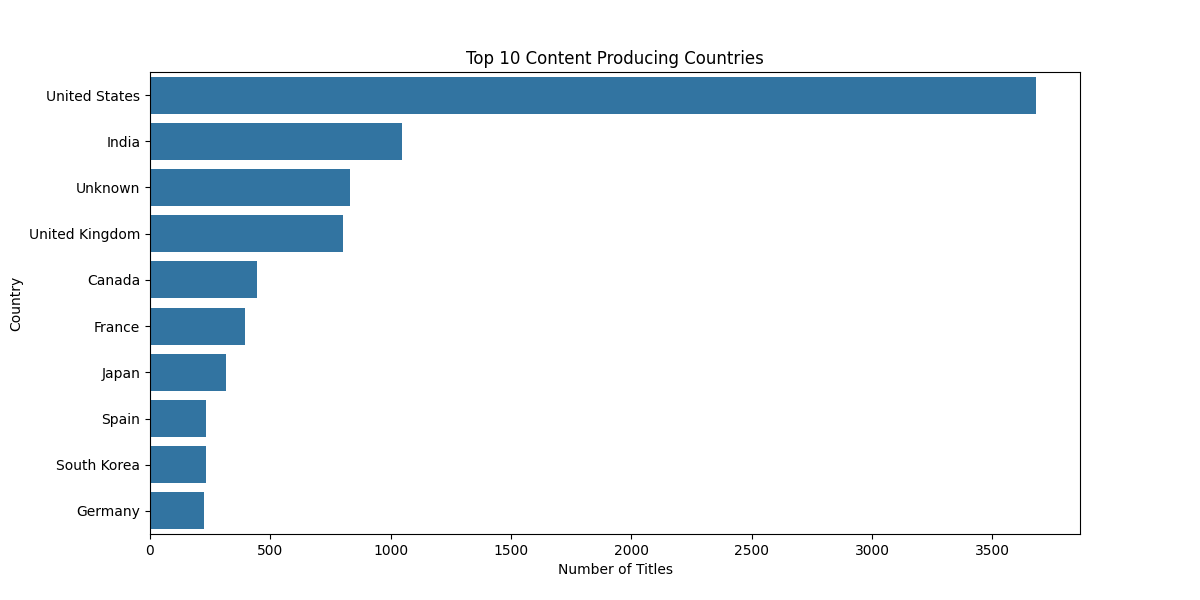 Top 10 Content Producing Countries
Country
United States
India
Unknown
United Kingdom
Canada
France
Japan
Spain
South Korea
Germany
0 500 1000 1500 2000 2500 3000 3500
Number of Titles